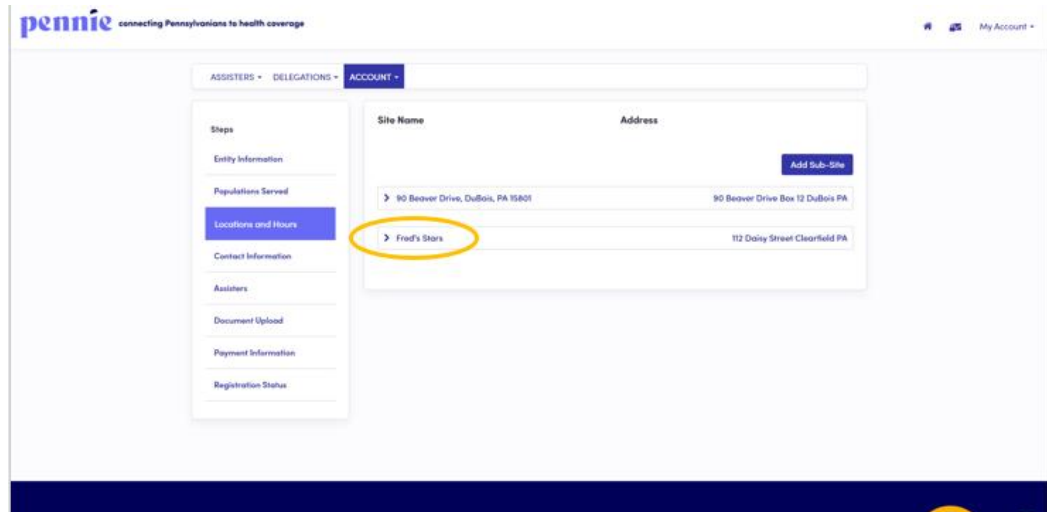 pennie connecting Pennsylvanians to health coverage
My Account
ASSISTERS DELEGATIONS ACCOUNT
Steps
Entity Information
Populations Served
Locations and Hours
Contact Information
Assisters
Document Upload
Payment Information
Registration Status
Site Name Address
Add Sub-Site
90 Beaver Drive, DuBois, PA 15801 90 Beaver Drive Box 12 DuBois PA
Fred's Stars 112 Daisy Street Clearfield PA